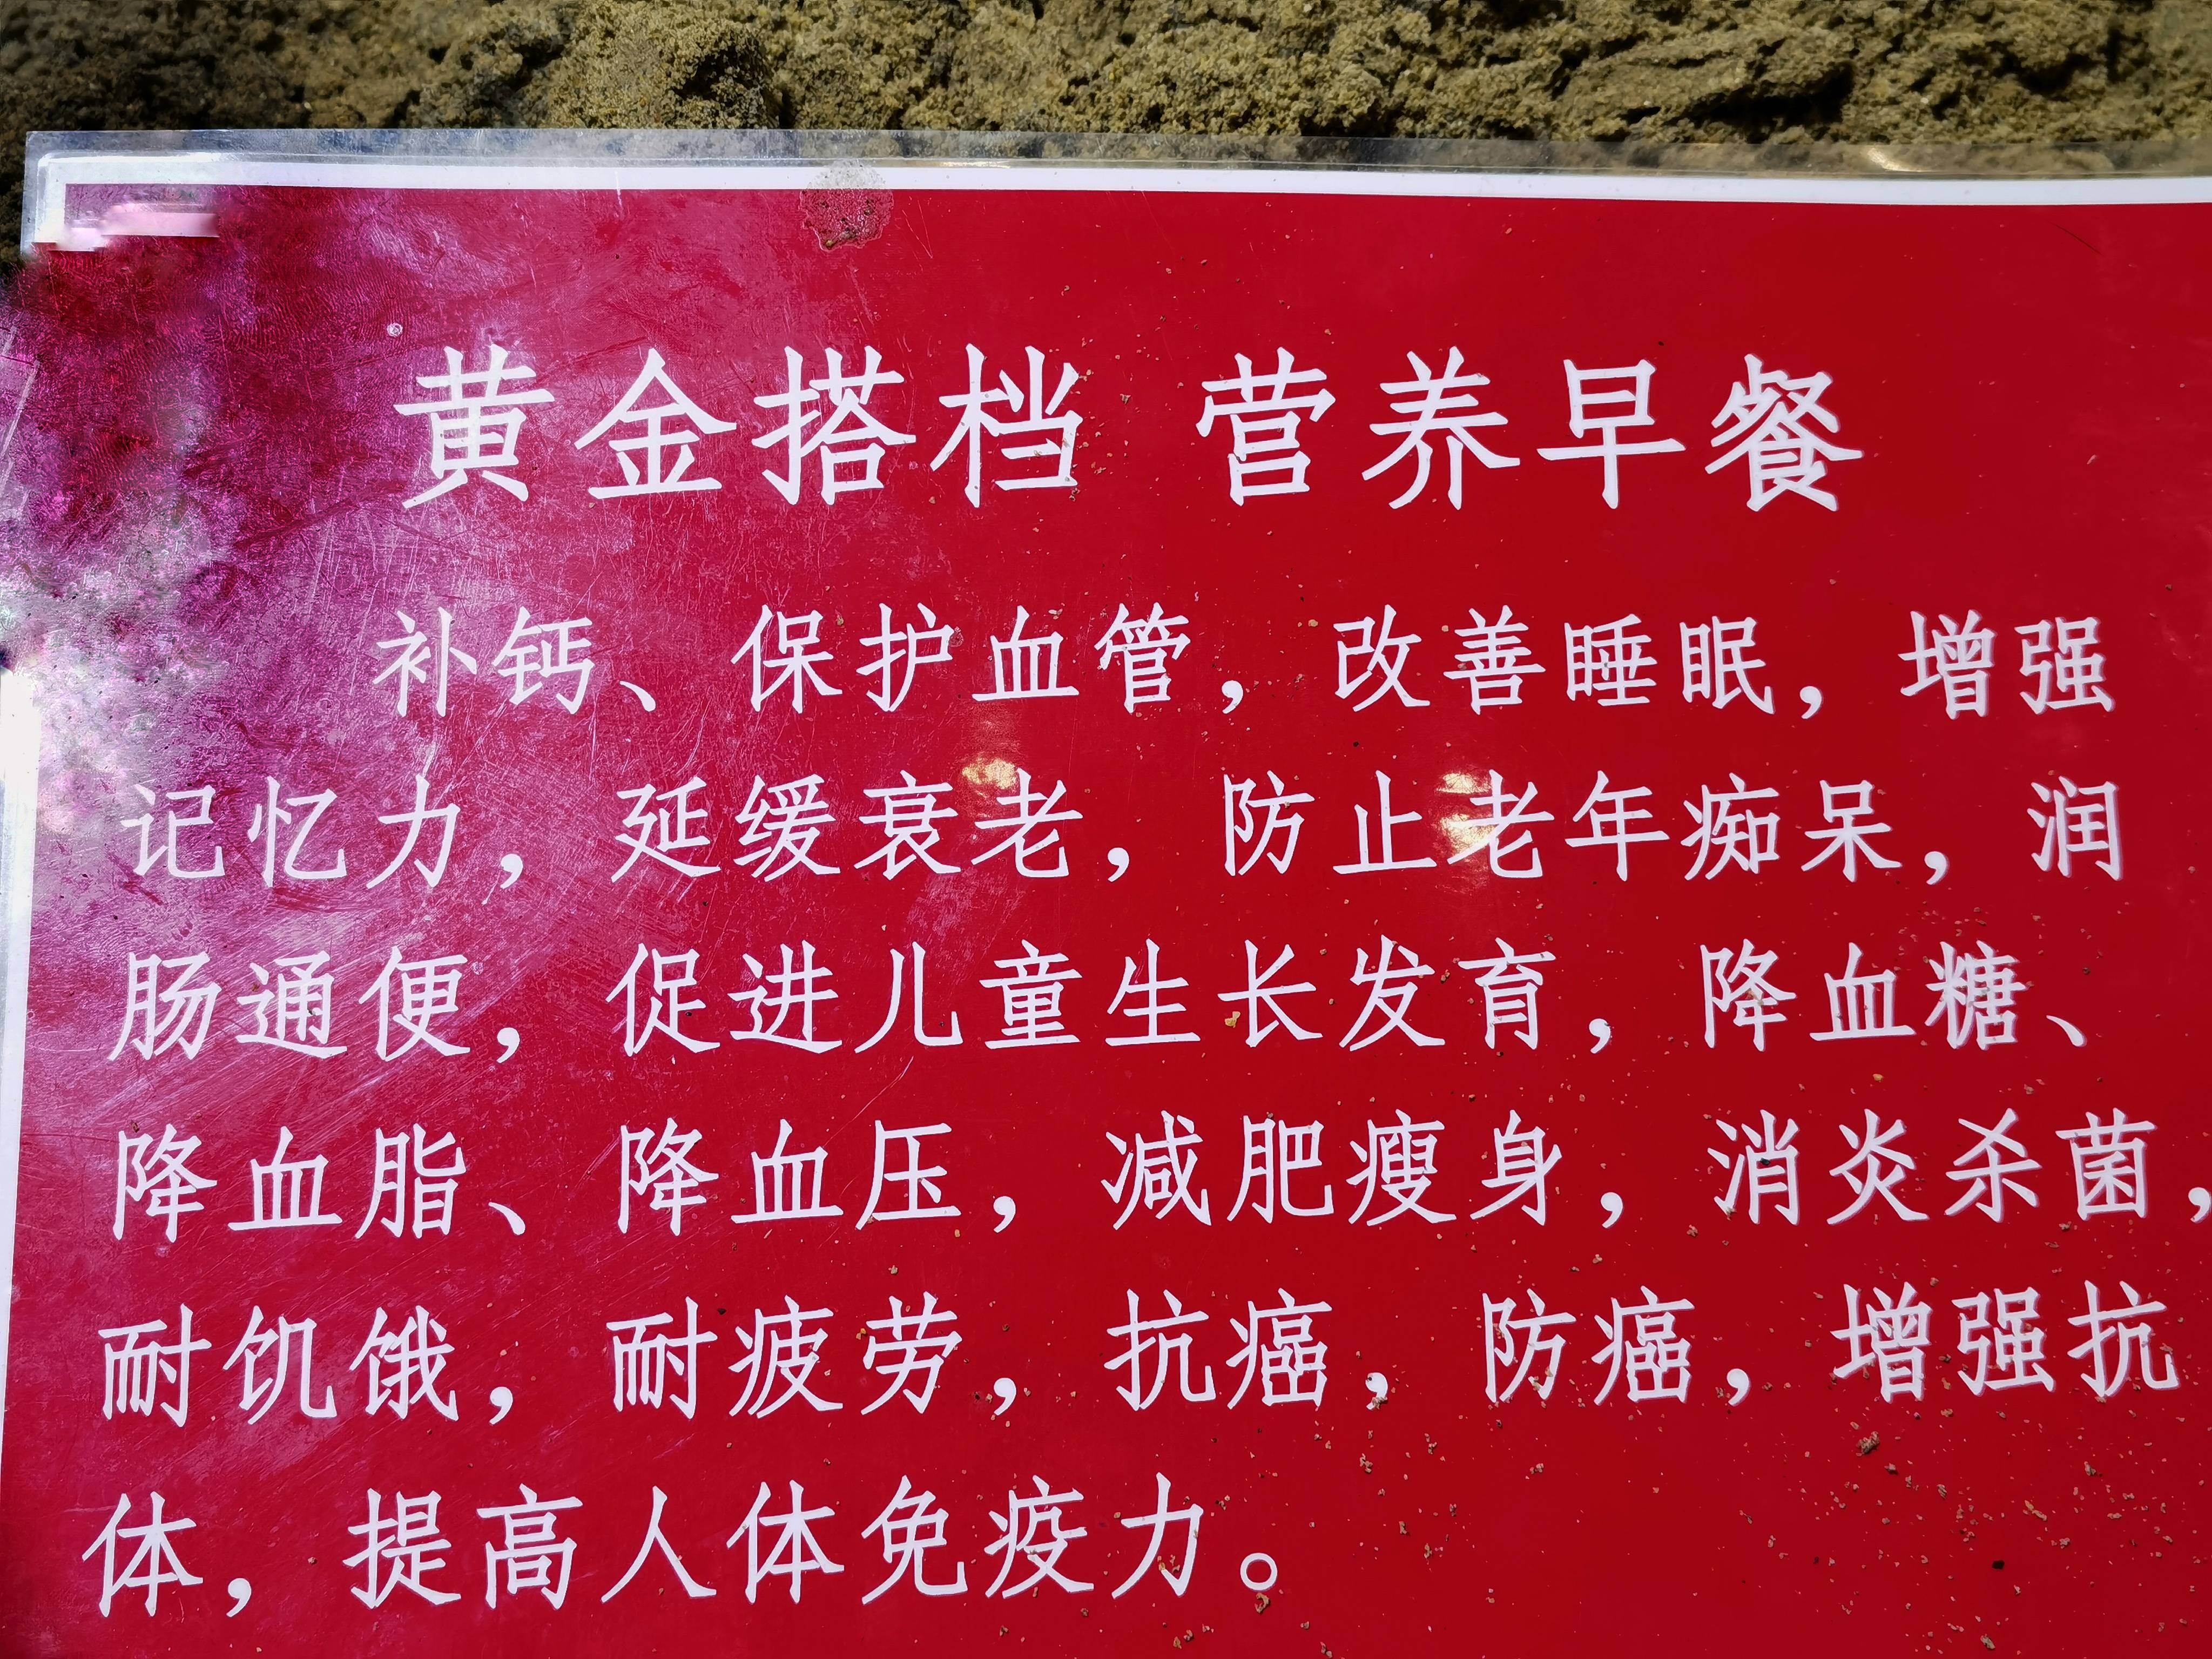 黄金搭档 营养早餐
补钙、保护血管，改善睡眠，增强
记忆力，延缓衰老，防止老年痴呆，润
肠通便，促进儿童生长发育，降血糖、
降血脂、降血压，减肥瘦身，消炎杀菌，
耐饥饿，耐疲劳，抗癌，防癌，增强抗
体，提高人体免疫力。